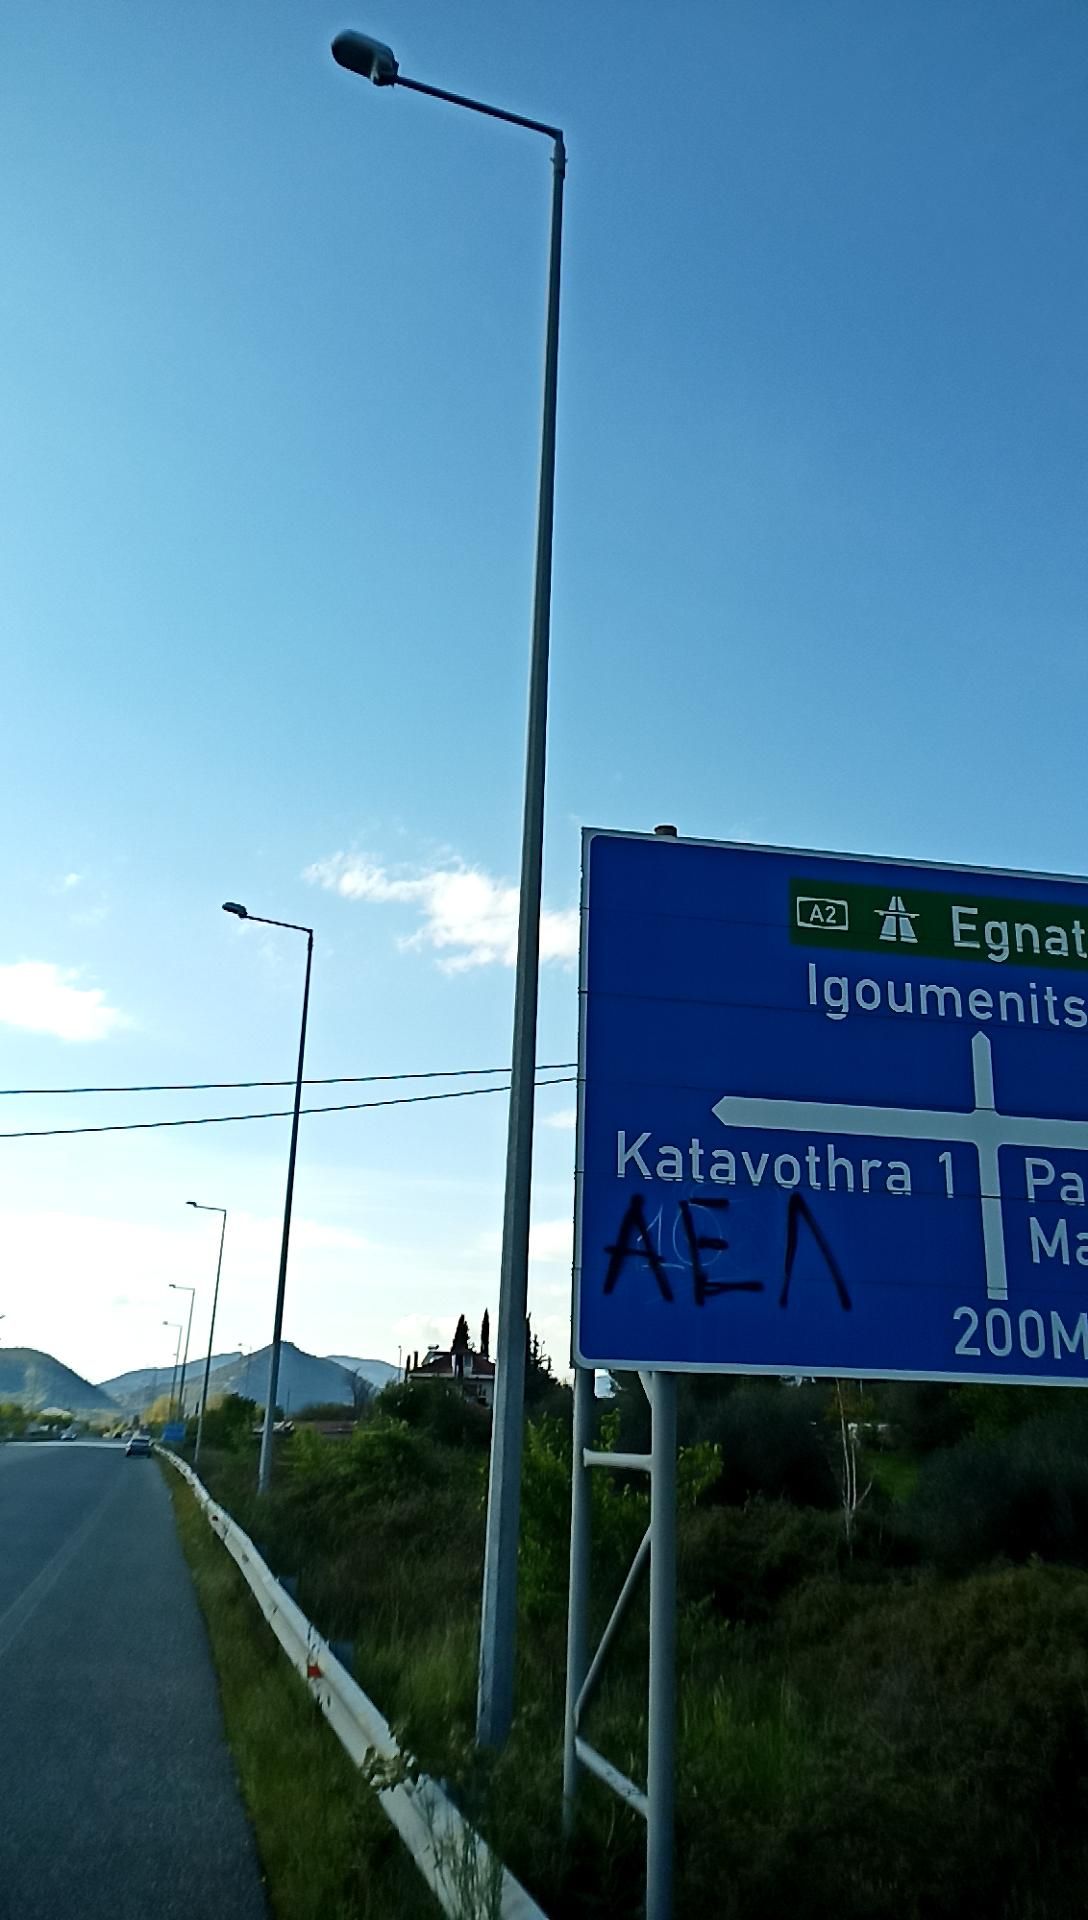 A2 Egnat
Igoumenits
Katavothra 1
Pa
Ma
ΑΕΛ
200M